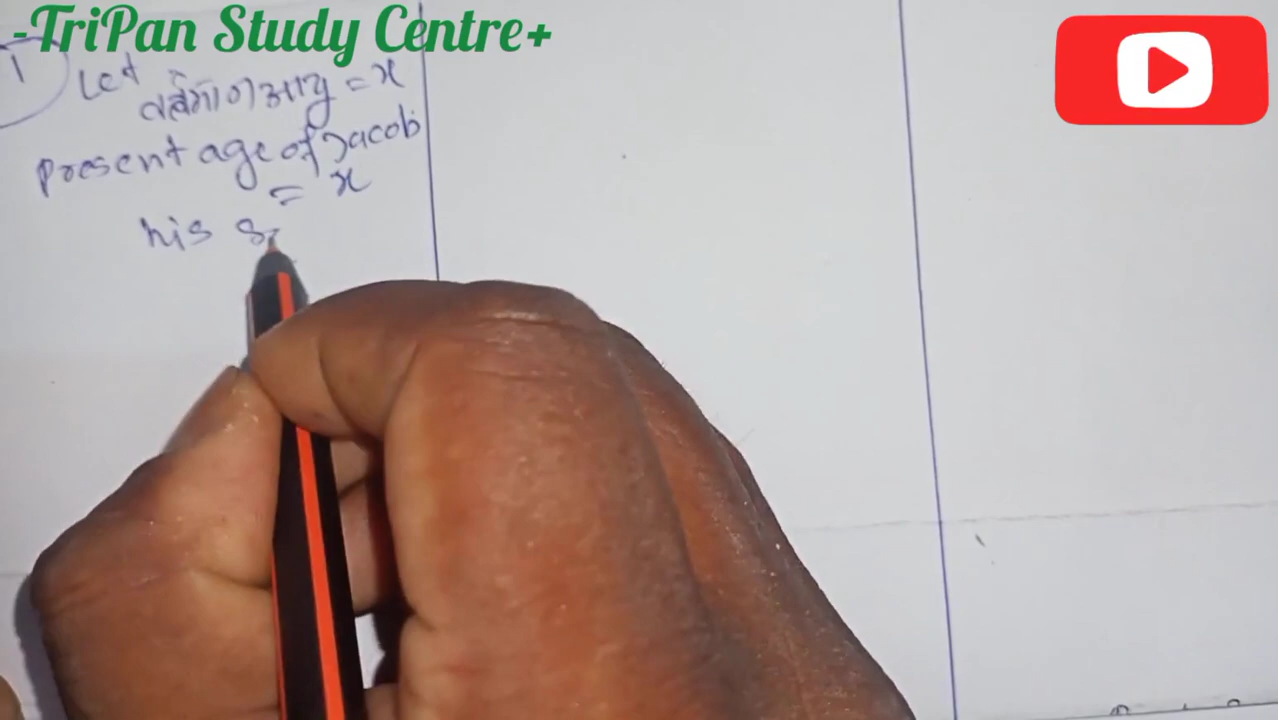 -TriPan Study Centre+
1
Let
वर्तमान आयु = x
present age of Jacob
= x
his s